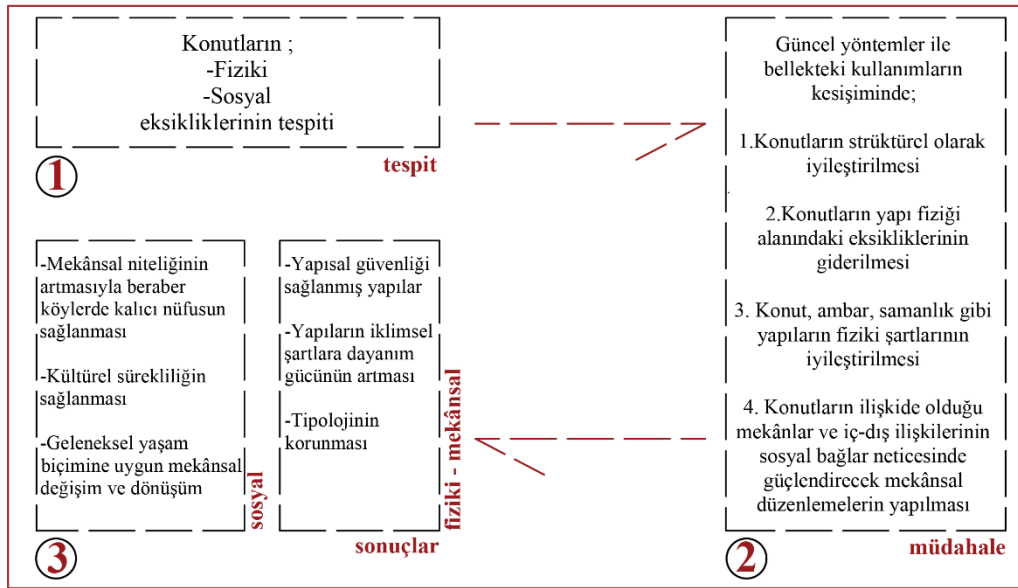 Konutların ;
-Fiziki
-Sosyal
eksikliklerinin tespiti
1
tespit
Güncel yöntemler ile
bellekteki kullanımların
kesişiminde;
1.Konutların strüktürel olarak
iyileştirilmesi
2.Konutların yapı fiziği
alanındaki eksikliklerinin
giderilmesi
3. Konut, ambar, samanlık gibi
yapıların fiziki şartlarının
iyileştirilmesi
4. Konutların ilişkide olduğu
mekânlar ve iç-dış ilişkilerinin
sosyal bağlar neticesinde
güçlendirecek mekânsal
düzenlemelerin yapılması
2
müdahale
-Mekânsal niteliğinin
artmasıyla beraber
köylerde kalıcı nüfusun
sağlanması
-Kültürel sürekliliğin
sağlanması
-Geleneksel yaşam
biçimine uygun mekânsal
değişim ve dönüşüm
sosyal
-Yapısal güvenliği
sağlanmış yapılar
-Yapıların iklimsel
şartlara dayanım
gücünün artması
-Tipolojinin
korunması
fiziki - mekânsal
3
sonuçlar